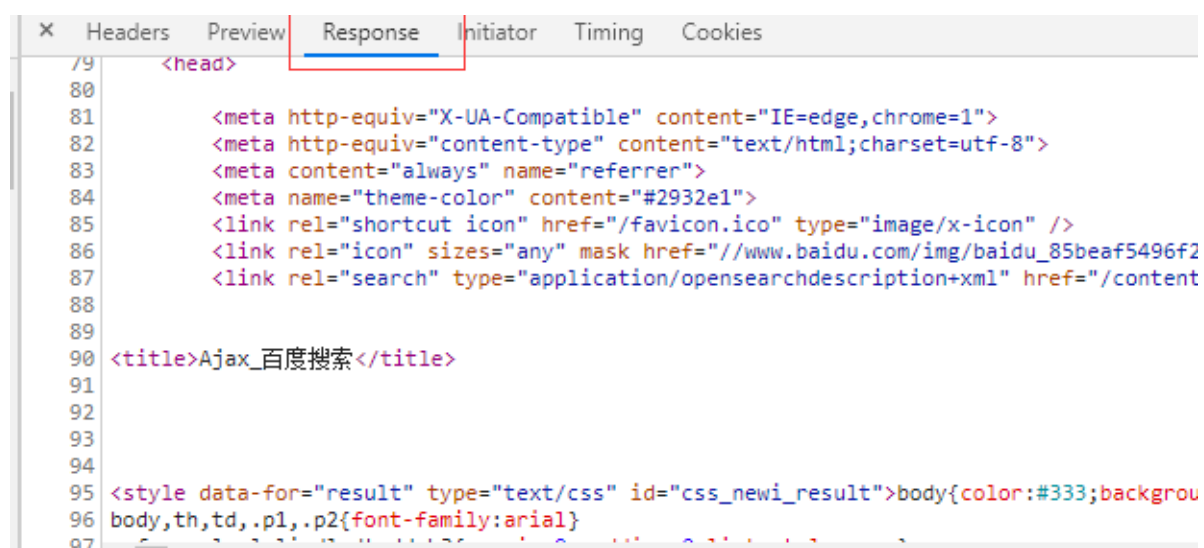 × Headers Preview Response Initiator Timing Cookies
79 <head>
80
81 <meta http-equiv="X-UA-Compatible" content="IE=edge,chrome=1">
82 <meta http-equiv="content-type" content="text/html;charset=utf-8">
83 <meta content="always" name="referrer">
84 <meta name="theme-color" content="#2932e1">
85 <link rel="shortcut icon" href="/favicon.ico" type="image/x-icon" />
86 <link rel="icon" sizes="any" mask href="//www.baidu.com/img/baidu_85beaf5496f2
87 <link rel="search" type="application/opensearchdescription+xml" href="/content
88
89
90 <title>Ajax_百度搜索</title>
91
92
93
94
95 <style data-for="result" type="text/css" id="css_newi_result">body{color:#333;backgrou
96 body,th,td,.p1,.p2{font-family:arial}
97